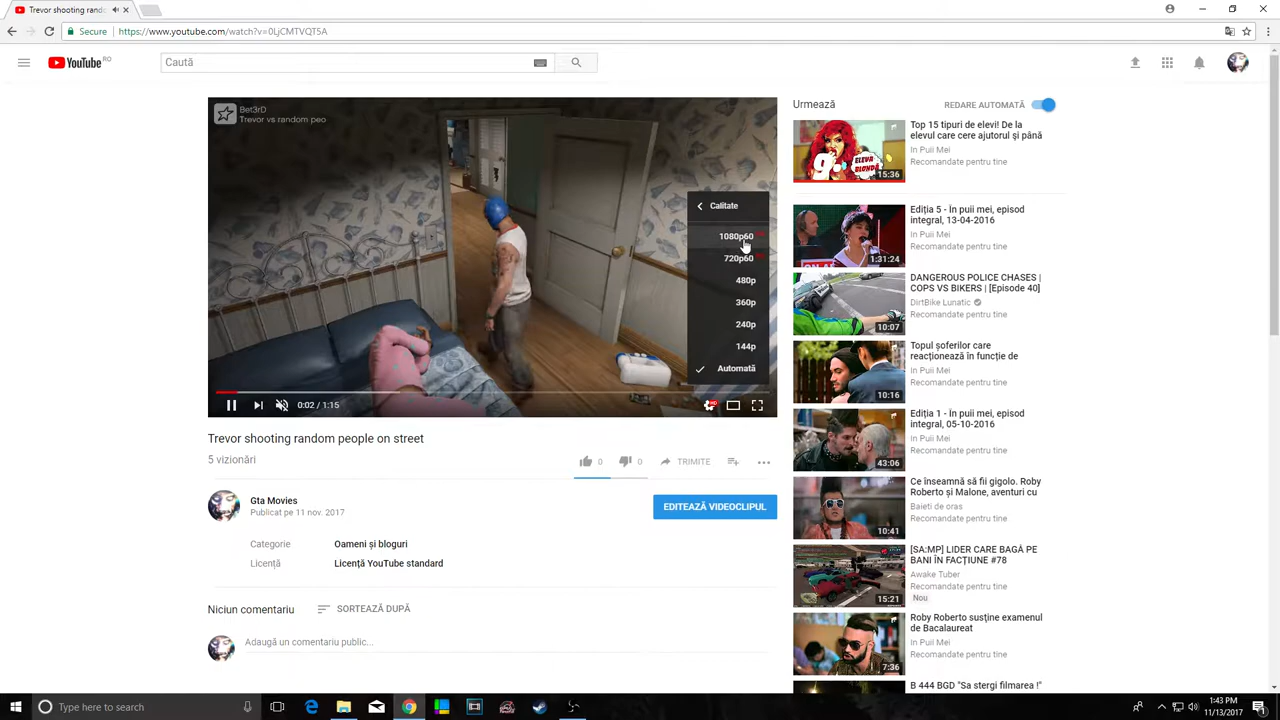 Trevor shooting rand
Secure
https://www.youtube.com/watch?v=0LjCMTVQT5A
YouTube RO
Caută
Bet3rD
Trevor vs random peo
Calitate
1080p60
720p60
480p
360p
240p
144p
Automată
0:02 / 1:15
HD
Trevor shooting random people on street
5 vizionări
0
0
TRIMITE
Gta Movies
Publicat pe 11 nov. 2017
EDITEAZĂ VIDEOCLIPUL
Categorie
Oameni și bloguri
Licență
Licență YouTube standard
Niciun comentariu
SORTEAZĂ DUPĂ
Adaugă un comentariu public...
Urmează
REDARE AUTOMATĂ
ELEVA
BLONDĂ
15:36
Top 15 tipuri de elevi! De la
elevul care cere ajutorul și până
In Puii Mei
Recomandate pentru tine
1:31:24
Ediția 5 - În puii mei, episod
integral, 13-04-2016
In Puii Mei
Recomandate pentru tine
10:07
DANGEROUS POLICE CHASES |
COPS VS BIKERS | [Episode 40]
DirtBike Lunatic
Recomandate pentru tine
10:16
Topul șoferilor care
reacționează în funcție de
In Puii Mei
Recomandate pentru tine
43:06
Ediția 1 - În puii mei, episod
integral, 05-10-2016
In Puii Mei
Recomandate pentru tine
10:41
Ce înseamnă să fii gigolo. Roby
Roberto și Malone, aventuri cu
Baieti de oras
Recomandate pentru tine
15:21
[SA:MP] LIDER CARE BAGĂ PE
BANI ÎN FACȚIUNE #78
Awake Tuber
Recomandate pentru tine
Nou
7:36
Roby Roberto susține examenul
de Bacalaureat
In Puii Mei
Recomandate pentru tine
B 444 BGD "Sa stergi filmarea !"
Type here to search
1:43 PM
11/13/2017